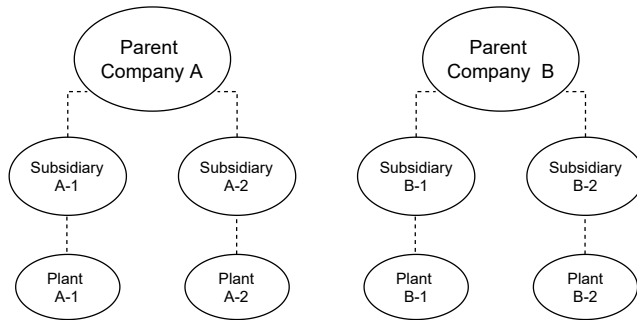 Parent
Company A
Parent
Company B
Subsidiary
A-1
Subsidiary
A-2
Subsidiary
B-1
Subsidiary
B-2
Plant
A-1
Plant
A-2
Plant
B-1
Plant
B-2